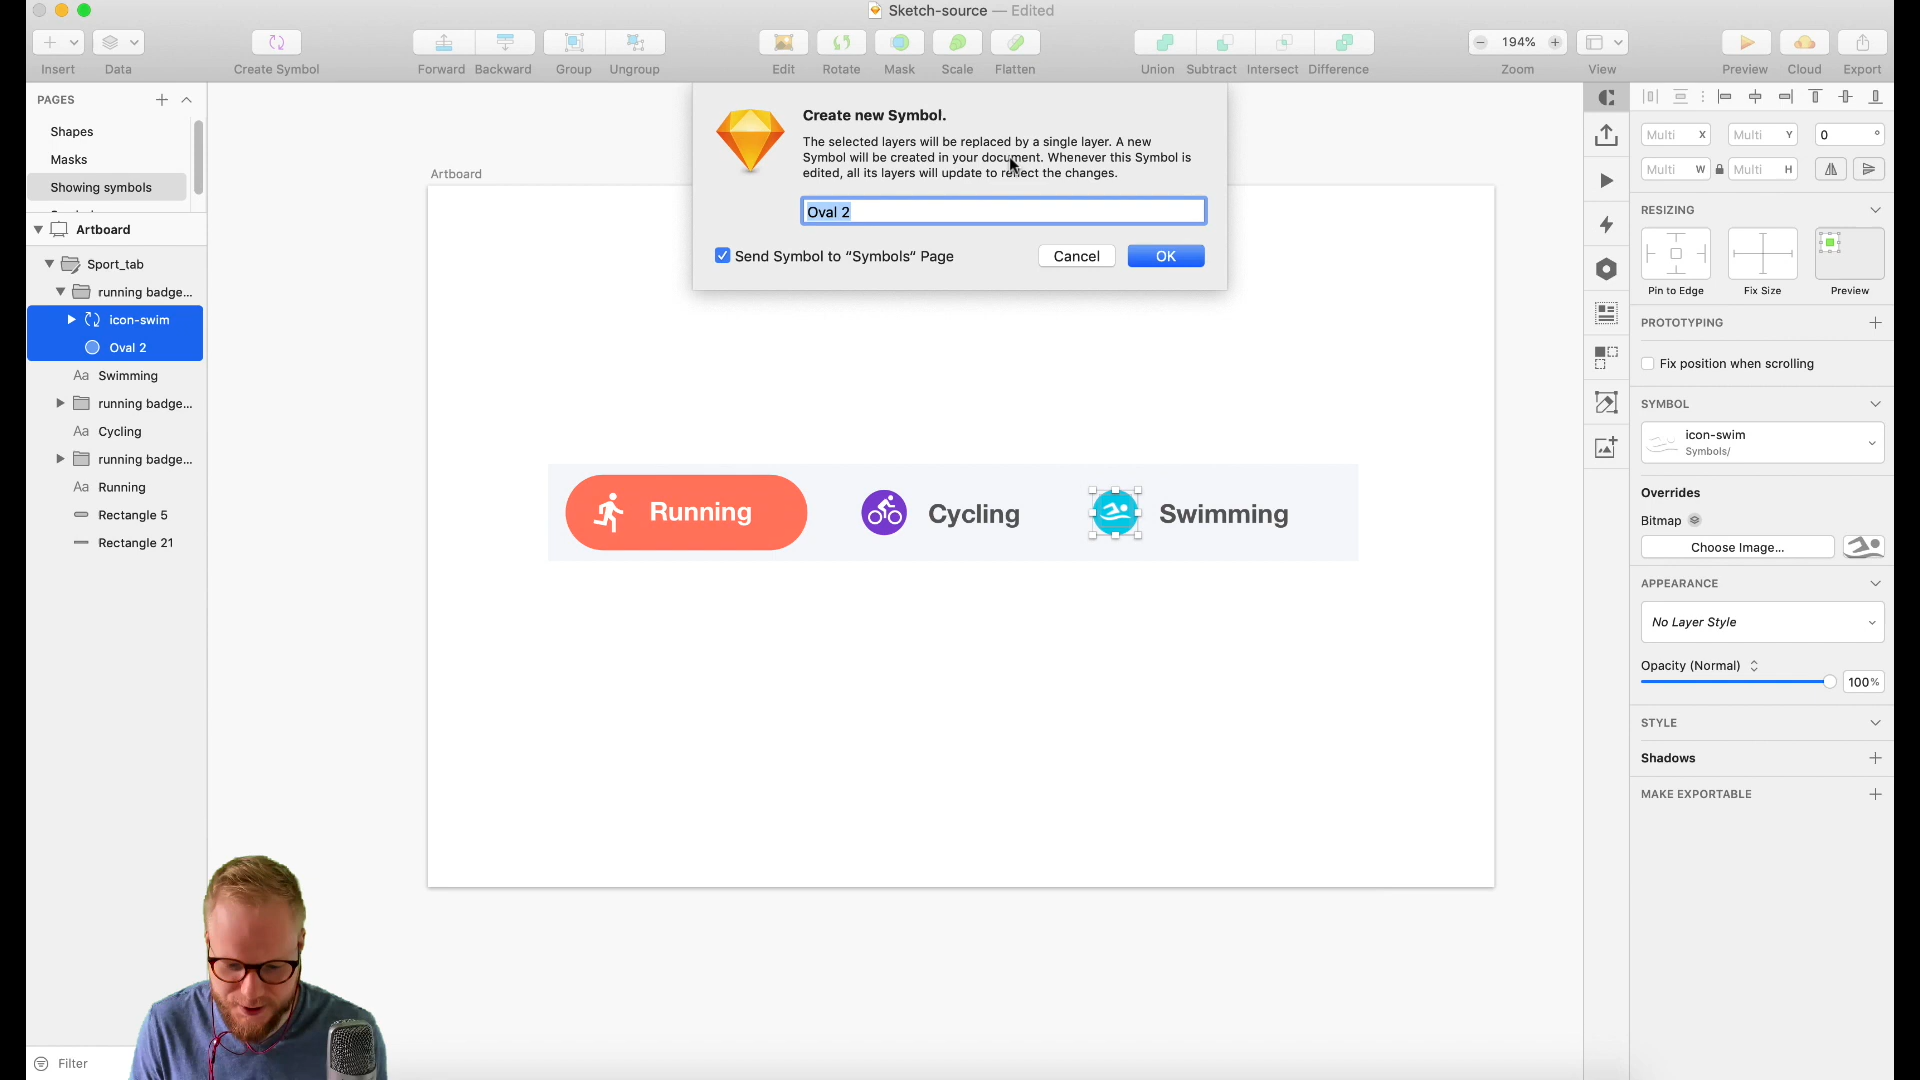 Sketch-source — Edited
Insert
Data
Create Symbol
Forward
Backward
Group
Ungroup
Edit
Rotate
Mask
Scale
Flatten
Union
Subtract
Intersect
Difference
194%
Zoom
View
Preview
Cloud
Export
PAGES
Shapes
Masks
Showing symbols
Artboard
Sport_tab
running badge...
icon-swim
Oval 2
Swimming
running badge...
Cycling
running badge...
Running
Rectangle 5
Rectangle 21
Filter
Artboard
Create new Symbol.
The selected layers will be replaced by a single layer. A new
Symbol will be created in your document. Whenever this Symbol is
edited, all its layers will update to reflect the changes.
Oval 2
Send Symbol to “Symbols“ Page
Cancel
OK
Running
Cycling
Swimming
Multi X
Multi Y
0 °
Multi W
Multi H
RESIZING
Pin to Edge
Fix Size
Preview
PROTOTYPING
Fix position when scrolling
SYMBOL
icon-swim
Symbols/
Overrides
Bitmap
Choose Image...
APPEARANCE
No Layer Style
Opacity (Normal)
100%
STYLE
Shadows
MAKE EXPORTABLE